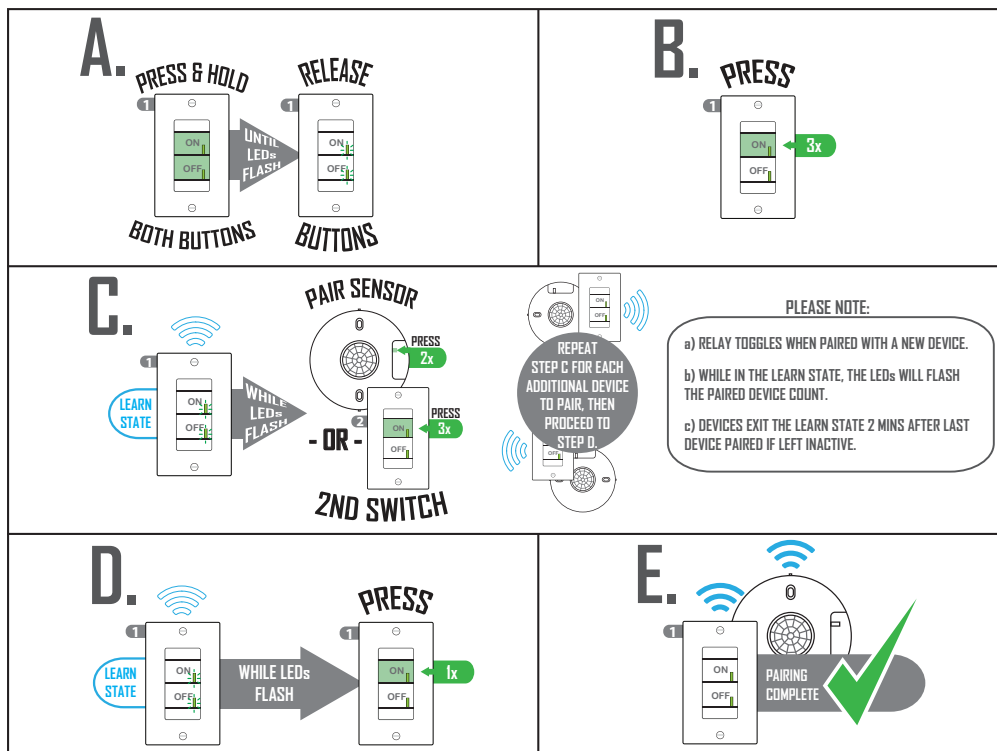 A.
PRESS & HOLD
1
ON
OFF
BOTH BUTTONS
UNTIL
LEDs
FLASH
RELEASE
1
ON
OFF
BUTTONS
B.
PRESS
1
ON
OFF
3x
C.
1
LEARN
STATE
ON
OFF
WHILE
LEDs
FLASH
PAIR SENSOR
PRESS
2x
- OR -
2
ON
OFF
PRESS
3x
2ND SWITCH
ON
OFF
REPEAT
STEP C FOR EACH
ADDITIONAL DEVICE
TO PAIR, THEN
PROCEED TO
STEP D.
OFF
PLEASE NOTE:
a) RELAY TOGGLES WHEN PAIRED WITH A NEW DEVICE.
b) WHILE IN THE LEARN STATE, THE LEDs WILL FLASH
THE PAIRED DEVICE COUNT.
c) DEVICES EXIT THE LEARN STATE 2 MINS AFTER LAST
DEVICE PAIRED IF LEFT INACTIVE.
D.
1
LEARN
STATE
ON
OFF
WHILE LEDs
FLASH
PRESS
1
ON
OFF
1x
E.
1
ON
OFF
PAIRING
COMPLETE